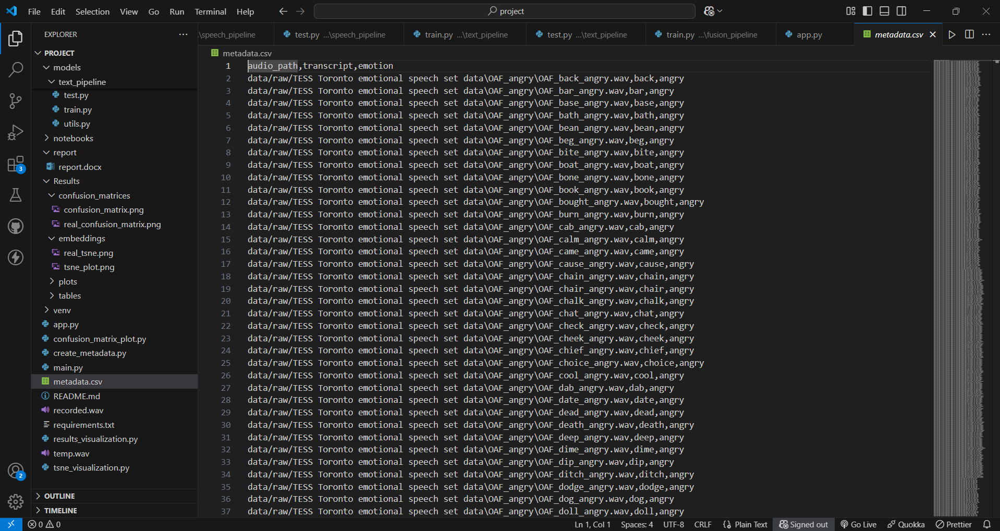 File Edit Selection View Go Run Terminal Help
project
EXPLORER
PROJECT
models
text_pipeline
test.py
train.py
utils.py
notebooks
report
report.docx
Results
confusion_matrices
confusion_matrix.png
real_confusion_matrix.png
embeddings
real_tsne.png
tsne_plot.png
plots
tables
venv
app.py
confusion_matrix_plot.py
create_metadata.py
main.py
metadata.csv
README.md
recorded.wav
requirements.txt
results_visualization.py
temp.wav
tsne_visualization.py
OUTLINE
TIMELINE
3
2
.\speech_pipeline test.py ...\speech_pipeline train.py ...\text_pipeline test.py ...\text_pipeline train.py ...\fusion_pipeline app.py metadata.csv
metadata.csv
1 audio_path,transcript,emotion
2 data/raw/TESS Toronto emotional speech set data\OAF_angry\OAF_back_angry.wav,back,angry
3 data/raw/TESS Toronto emotional speech set data\OAF_angry\OAF_bar_angry.wav,bar,angry
4 data/raw/TESS Toronto emotional speech set data\OAF_angry\OAF_base_angry.wav,base,angry
5 data/raw/TESS Toronto emotional speech set data\OAF_angry\OAF_bath_angry.wav,bath,angry
6 data/raw/TESS Toronto emotional speech set data\OAF_angry\OAF_bean_angry.wav,bean,angry
7 data/raw/TESS Toronto emotional speech set data\OAF_angry\OAF_beg_angry.wav,beg,angry
8 data/raw/TESS Toronto emotional speech set data\OAF_angry\OAF_bite_angry.wav,bite,angry
9 data/raw/TESS Toronto emotional speech set data\OAF_angry\OAF_boat_angry.wav,boat,angry
10 data/raw/TESS Toronto emotional speech set data\OAF_angry\OAF_bone_angry.wav,bone,angry
11 data/raw/TESS Toronto emotional speech set data\OAF_angry\OAF_book_angry.wav,book,angry
12 data/raw/TESS Toronto emotional speech set data\OAF_angry\OAF_bought_angry.wav,bought,angry
13 data/raw/TESS Toronto emotional speech set data\OAF_angry\OAF_burn_angry.wav,burn,angry
14 data/raw/TESS Toronto emotional speech set data\OAF_angry\OAF_cab_angry.wav,cab,angry
15 data/raw/TESS Toronto emotional speech set data\OAF_angry\OAF_calm_angry.wav,calm,angry
16 data/raw/TESS Toronto emotional speech set data\OAF_angry\OAF_came_angry.wav,came,angry
17 data/raw/TESS Toronto emotional speech set data\OAF_angry\OAF_cause_angry.wav,cause,angry
18 data/raw/TESS Toronto emotional speech set data\OAF_angry\OAF_chain_angry.wav,chain,angry
19 data/raw/TESS Toronto emotional speech set data\OAF_angry\OAF_chair_angry.wav,chair,angry
20 data/raw/TESS Toronto emotional speech set data\OAF_angry\OAF_chalk_angry.wav,chalk,angry
21 data/raw/TESS Toronto emotional speech set data\OAF_angry\OAF_chat_angry.wav,chat,angry
22 data/raw/TESS Toronto emotional speech set data\OAF_angry\OAF_check_angry.wav,check,angry
23 data/raw/TESS Toronto emotional speech set data\OAF_angry\OAF_cheek_angry.wav,cheek,angry
24 data/raw/TESS Toronto emotional speech set data\OAF_angry\OAF_chief_angry.wav,chief,angry
25 data/raw/TESS Toronto emotional speech set data\OAF_angry\OAF_choice_angry.wav,choice,angry
26 data/raw/TESS Toronto emotional speech set data\OAF_angry\OAF_cool_angry.wav,cool,angry
27 data/raw/TESS Toronto emotional speech set data\OAF_angry\OAF_dab_angry.wav,dab,angry
28 data/raw/TESS Toronto emotional speech set data\OAF_angry\OAF_date_angry.wav,date,angry
29 data/raw/TESS Toronto emotional speech set data\OAF_angry\OAF_dead_angry.wav,dead,angry
30 data/raw/TESS Toronto emotional speech set data\OAF_angry\OAF_death_angry.wav,death,angry
31 data/raw/TESS Toronto emotional speech set data\OAF_angry\OAF_deep_angry.wav,deep,angry
32 data/raw/TESS Toronto emotional speech set data\OAF_angry\OAF_dime_angry.wav,dime,angry
33 data/raw/TESS Toronto emotional speech set data\OAF_angry\OAF_dip_angry.wav,dip,angry
34 data/raw/TESS Toronto emotional speech set data\OAF_angry\OAF_ditch_angry.wav,ditch,angry
35 data/raw/TESS Toronto emotional speech set data\OAF_angry\OAF_dodge_angry.wav,dodge,angry
36 data/raw/TESS Toronto emotional speech set data\OAF_angry\OAF_dog_angry.wav,dog,angry
37 data/raw/TESS Toronto emotional speech set data\OAF_angry\OAF_doll_angry.wav,doll,angry
0 0 Ln 1, Col 1 Spaces: 4 UTF-8 CRLF {} Plain Text Signed out Go Live Quokka Prettier